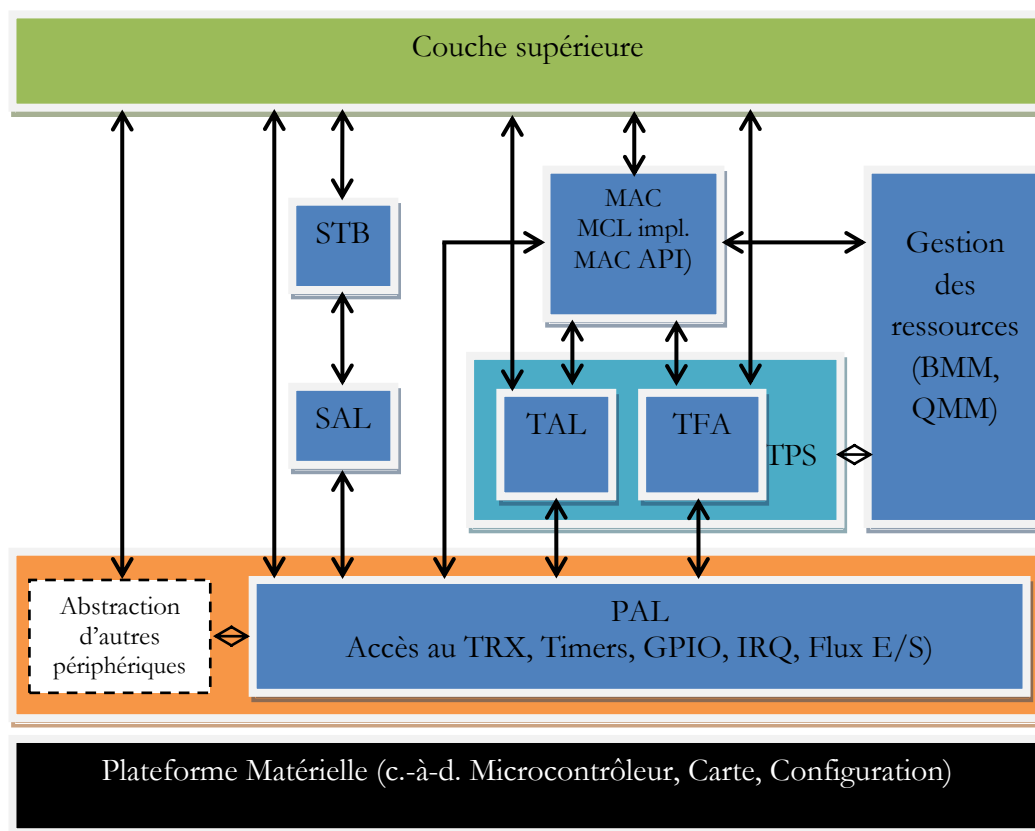 Couche supérieure
STB
MAC
MCL impl.
MAC API)
Gestion
des
ressources
(BMM,
QMM)
SAL
TAL
TFA
TPS
Abstraction
d’autres
périphériques
PAL
Accès au TRX, Timers, GPIO, IRQ, Flux E/S)
Plateforme Matérielle (c.-à-d. Microcontrôleur, Carte, Configuration)